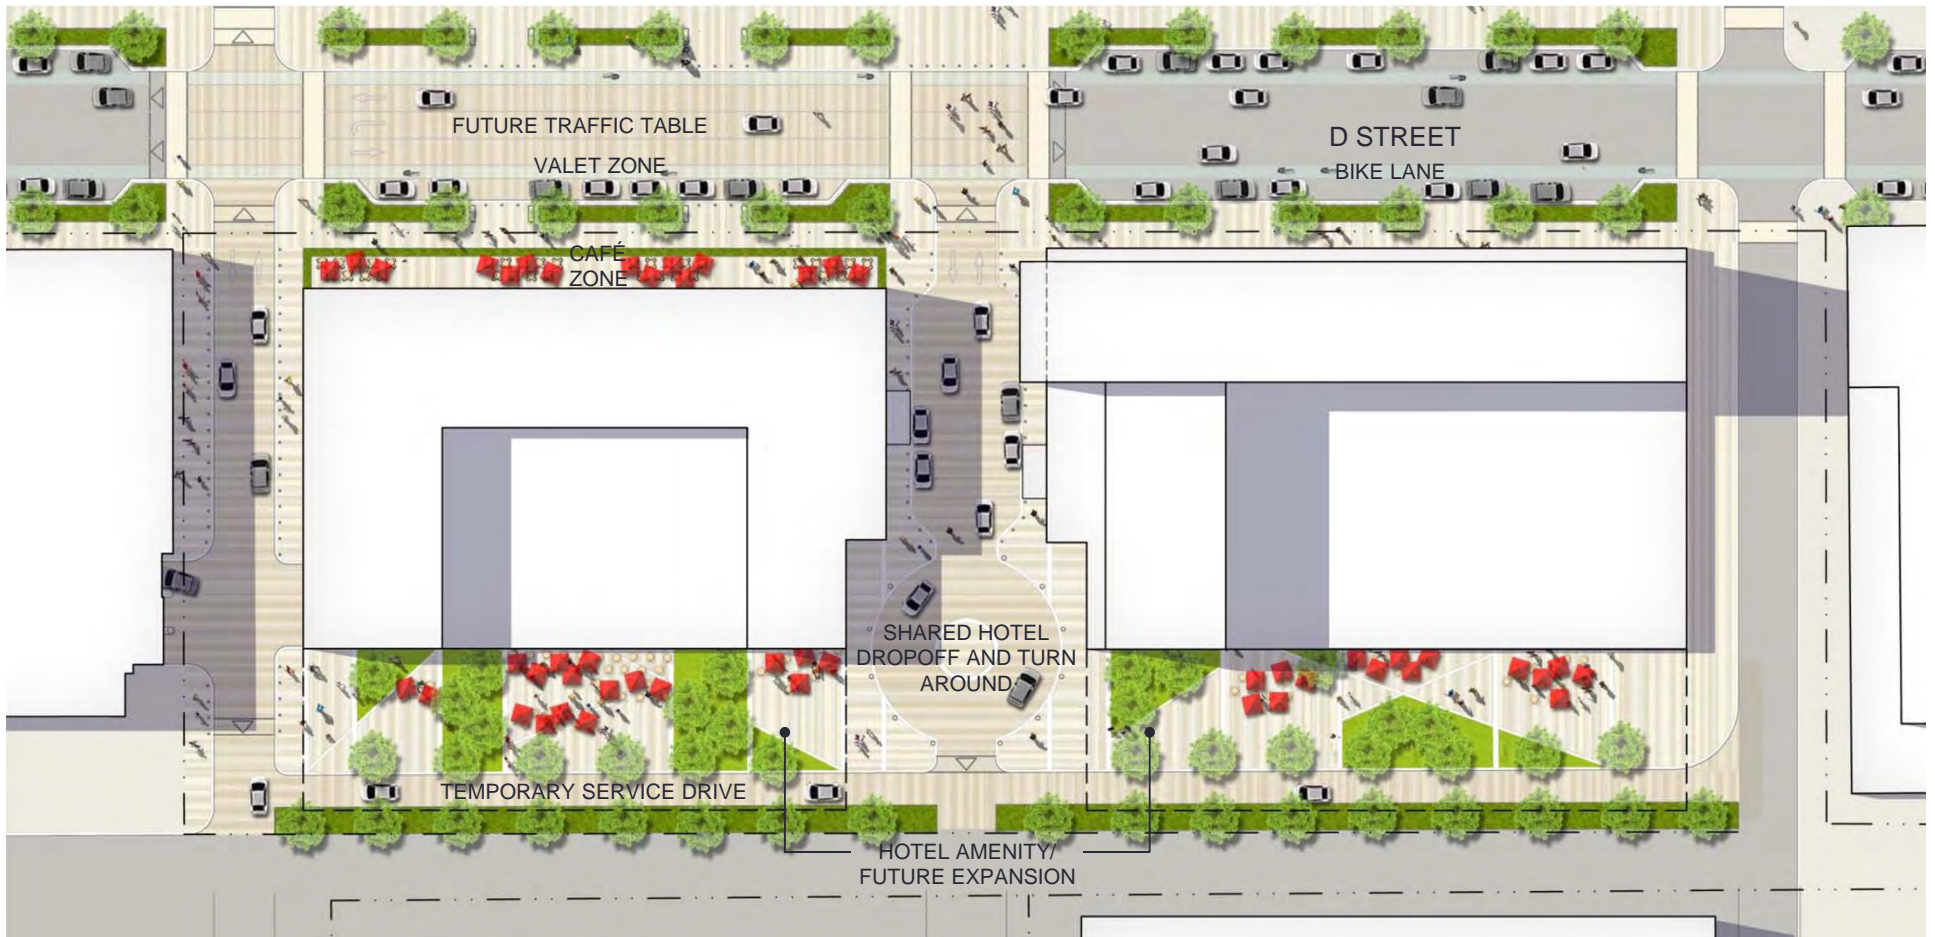 FUTURE TRAFFIC TABLE
VALET ZONE
D STREET
BIKE LANE
CAFÉ
ZONE
SHARED HOTEL
DROPOFF AND TURN
AROUND
TEMPORARY SERVICE DRIVE
HOTEL AMENITY/
FUTURE EXPANSION